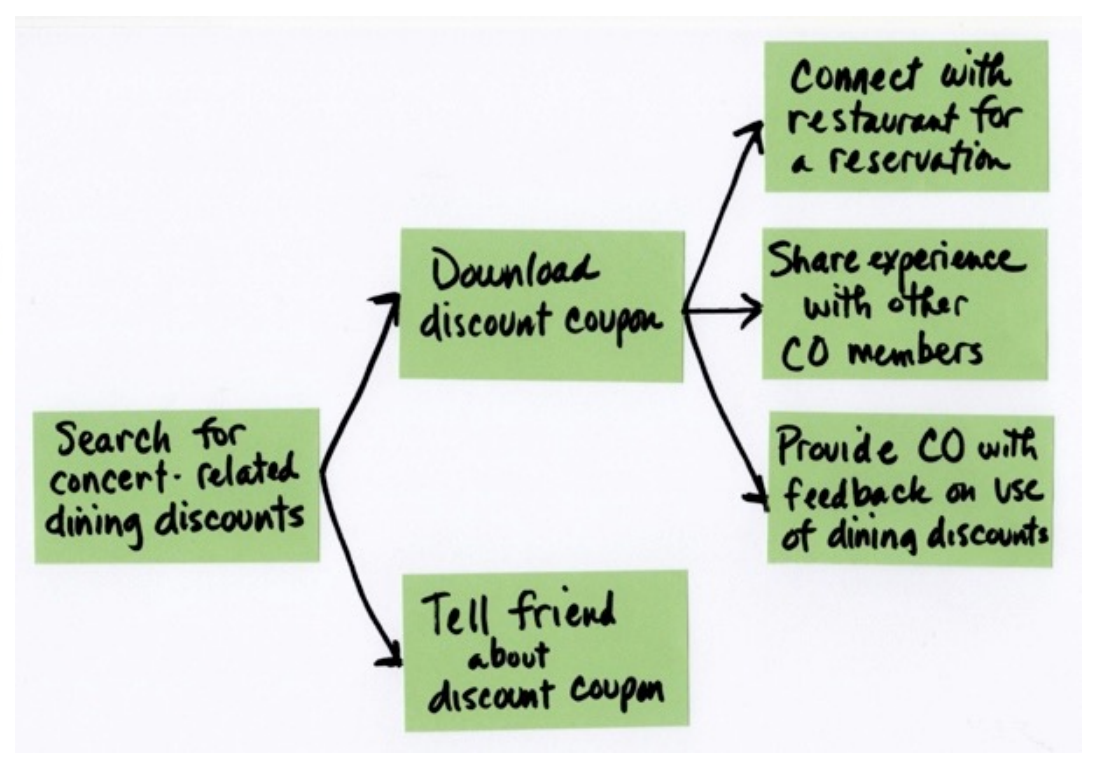 Search for
concert-related
dining discounts
Download
discount coupon
Tell friend
about
discount coupon
Connect with
restaurant for
a reservation
Share experience
with other
CO members
Provide CO with
feedback on use
of dining discounts